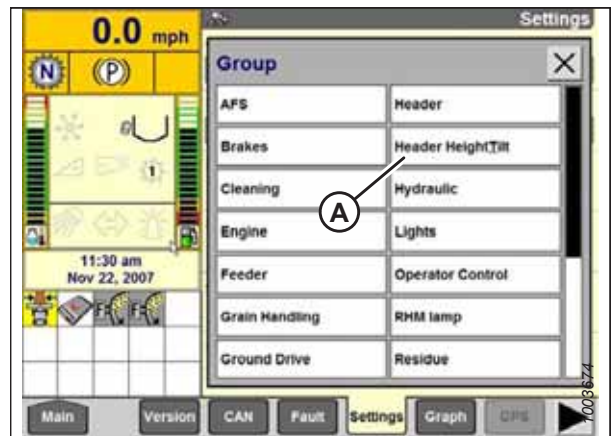 0.0 mph
Settings
N
(P)
Group
X
AFS
Header
Brakes
Header Height/Tilt
Cleaning
Hydraulic
A
1
Engine
Lights
11:30 am
Nov 22, 2007
Feeder
Operator Control
F
F
Grain Handling
RHM lamp
Ground Drive
Residue
Main
Version
CAN
Fault
Settings
Graph
GPS
1003674